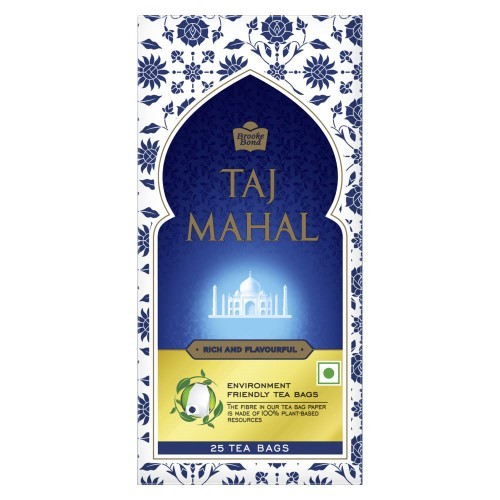 Brooke
Bond
TAJ
MAHAL
RICH AND FLAVOURFUL
ENVIRONMENT
FRIENDLY TEA BAGS
THE FIBRE IN OUR TEA BAG PAPER
IS MADE OF 100% PLANT-BASED
RESOURCES
25 TEA BAGS